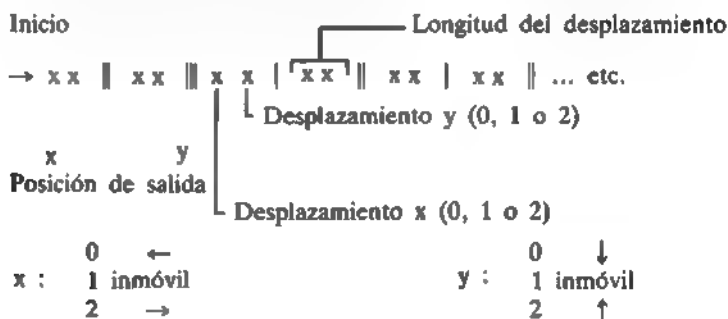 Inicio Longitud del desplazamiento
→ x x || x x ||| x x | x x || x x | x x || ... etc.
Desplazamiento y (0, 1 o 2)
x y
Posición de salida
Desplazamiento x (0, 1 o 2)
0 ← 0 ↓
x : 1 inmóvil y : 1 inmóvil
2 → 2 ↑